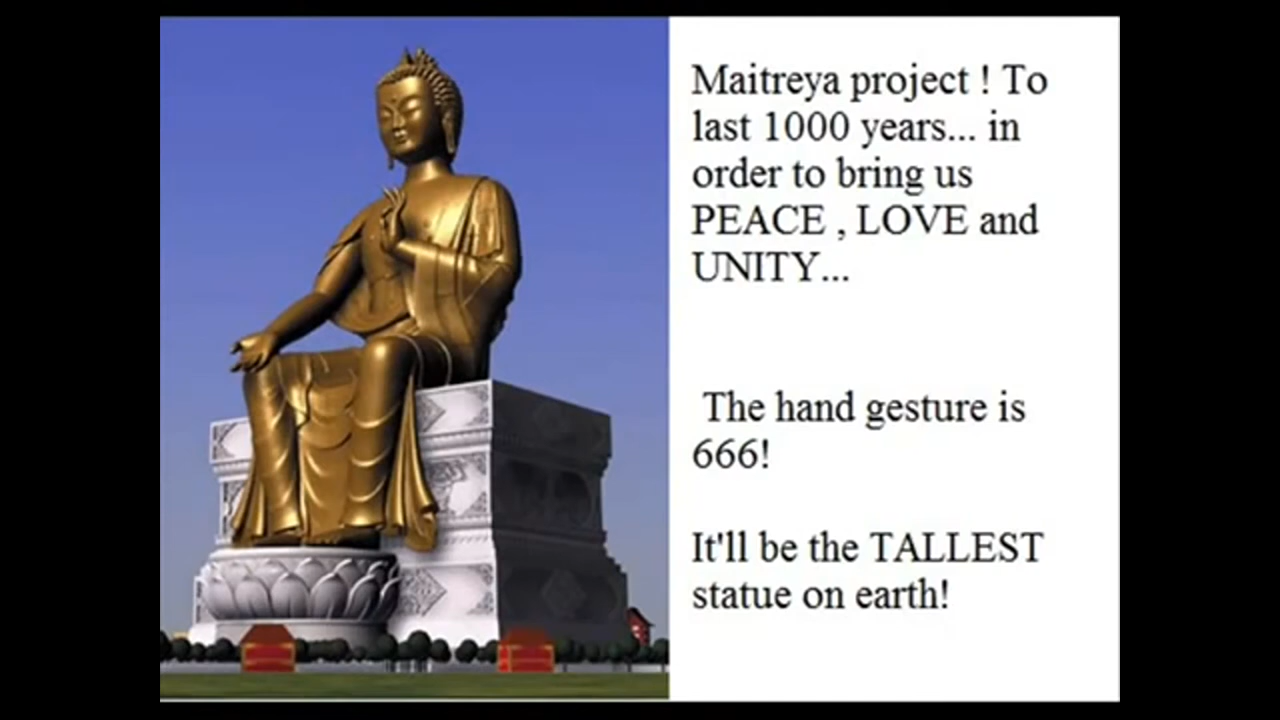 Maitreya project ! To
last 1000 years... in
order to bring us
PEACE , LOVE and
UNITY...
The hand gesture is
666!
It'll be the TALLEST
statue on earth!